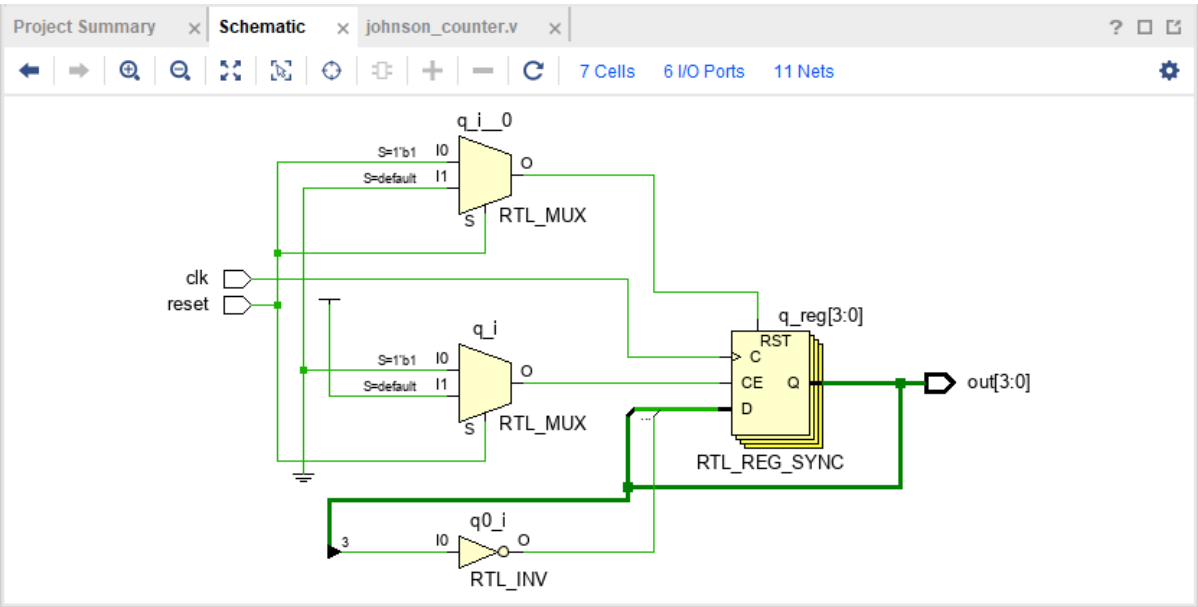 Project Summary × Schematic × johnson_counter.v × ?
7 Cells 6 I/O Ports 11 Nets
q_i__0
S=1'b1 I0
O
S=default I1
S RTL_MUX
clk
reset
q_i
S=1'b1 I0
O
S=default I1
S RTL_MUX
q_reg[3:0]
RST
C
CE Q
D
...
out[3:0]
RTL_REG_SYNC
q0_i
3 I0 O
RTL_INV